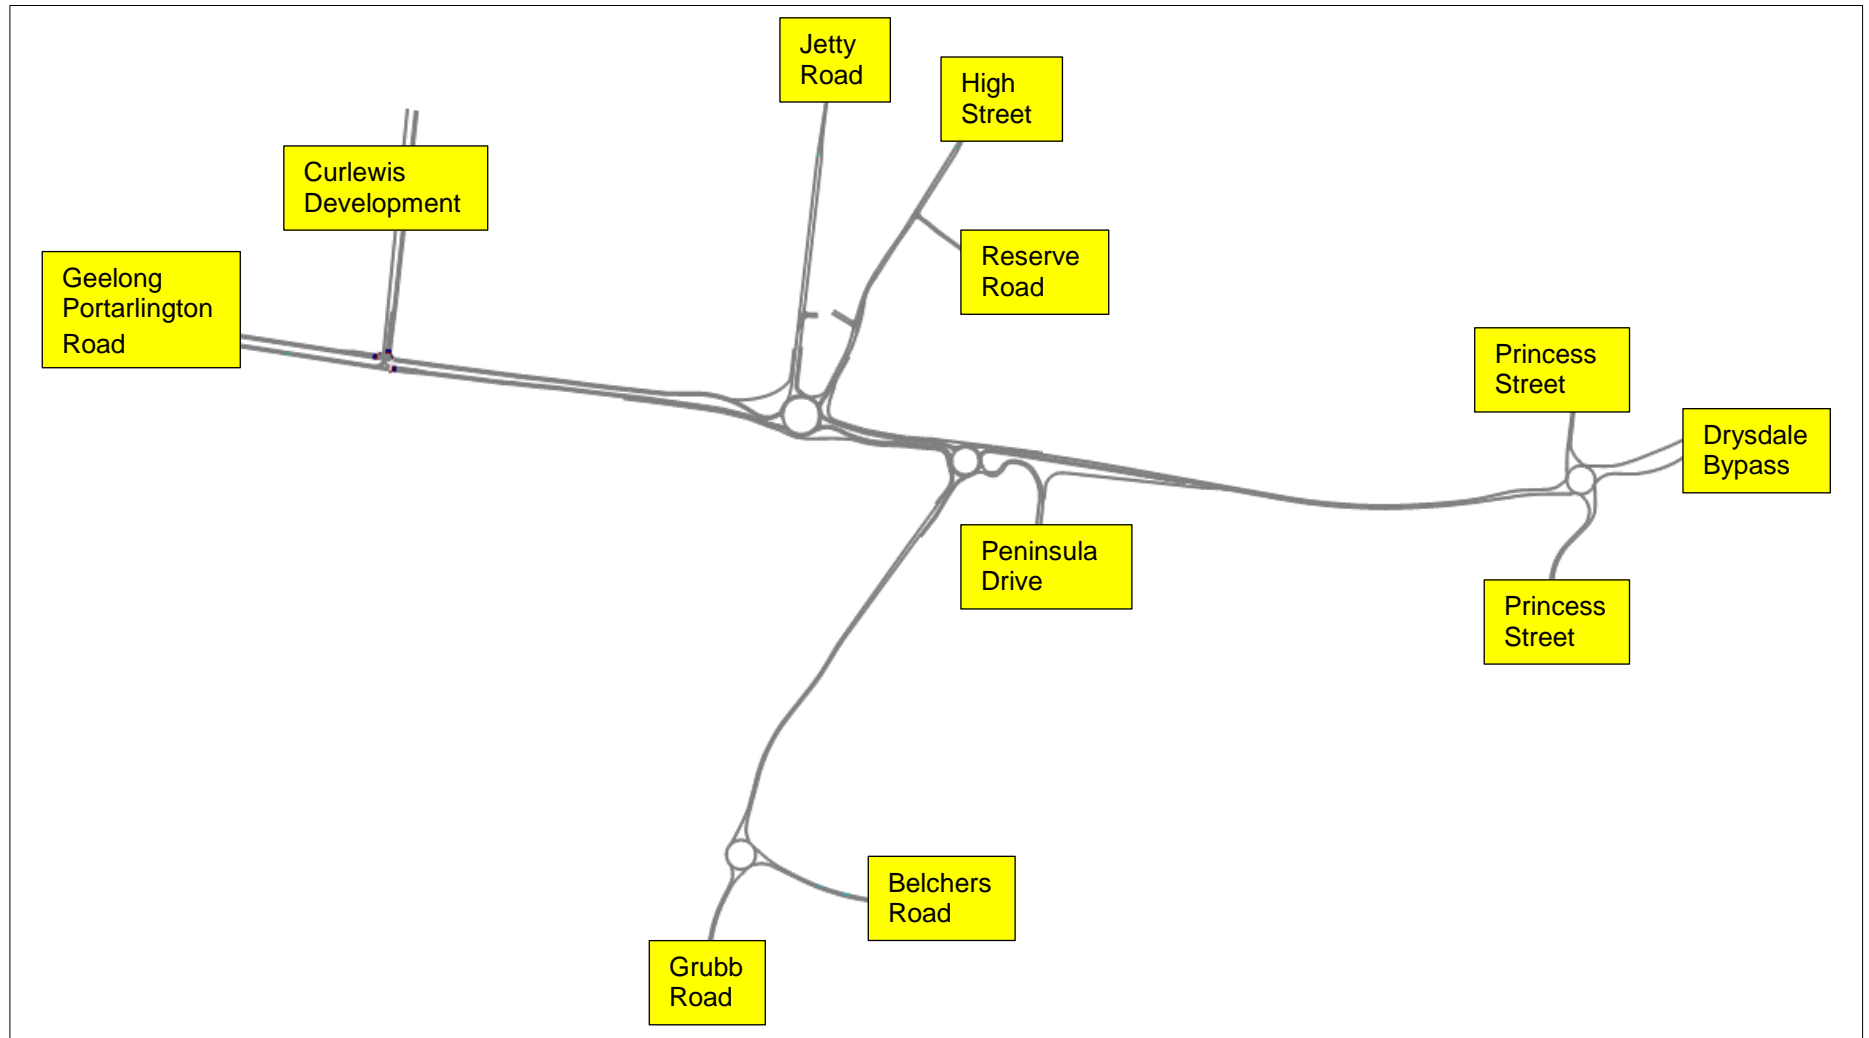 Jetty
Road
High
Street
Curlewis
Development
Reserve
Road
Geelong
Portarlington
Road
Princess
Street
Drysdale
Bypass
Peninsula
Drive
Princess
Street
Belchers
Road
Grubb
Road